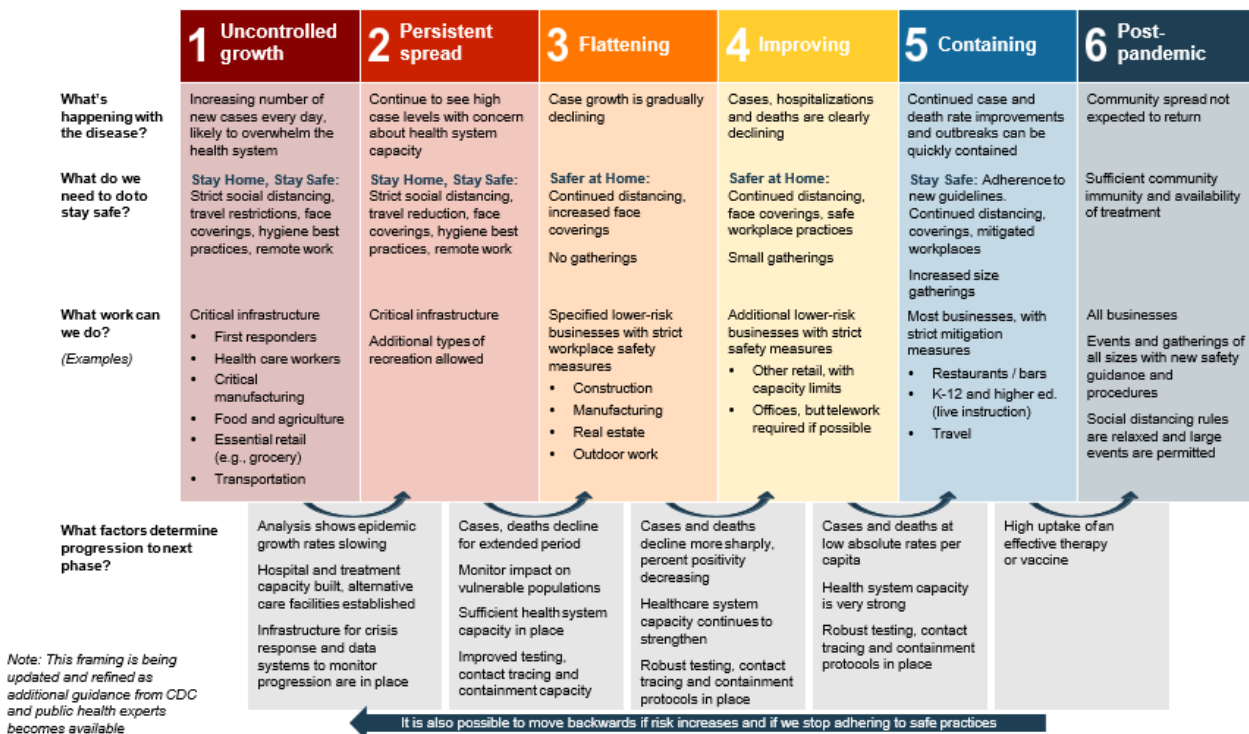 1 Uncontrolled
growth
2 Persistent
spread
3 Flattening
4 Improving
5 Containing
6 Post-
pandemic
What's
happening with
the disease?
Increasing number of
new cases every day,
likely to overwhelm the
health system
Continue to see high
case levels with concern
about health system
capacity
Case growth is gradually
declining
Cases, hospitalizations
and deaths are clearly
declining
Continued case and
death rate improvements
and outbreaks can be
quickly contained
Community spread not
expected to return
What do we
need to do to
stay safe?
Stay Home, Stay Safe:
Strict social distancing,
travel restrictions, face
coverings, hygiene best
practices, remote work
Stay Home, Stay Safe:
Strict social distancing,
travel reduction, face
coverings, hygiene best
practices, remote work
Safer at Home:
Continued distancing,
increased face
coverings
No gatherings
Safer at Home:
Continued distancing,
face coverings, safe
workplace practices
Small gatherings
Stay Safe: Adherence to
new guidelines.
Continued distancing,
coverings, mitigated
workplaces
Increased size
gatherings
Sufficient community
immunity and availability
of treatment
What work can
we do?
(Examples)
Critical infrastructure
• First responders
• Health care workers
• Critical
manufacturing
• Food and agriculture
• Essential retail
(e.g., grocery)
• Transportation
Critical infrastructure
Additional types of
recreation allowed
Specified lower-risk
businesses with strict
workplace safety
measures
• Construction
• Manufacturing
• Real estate
• Outdoor work
Additional lower-risk
businesses with strict
safety measures
• Other retail, with
capacity limits
• Offices, but telework
required if possible
Most businesses, with
strict mitigation
measures
• Restaurants / bars
• K-12 and higher ed.
(live instruction)
• Travel
All businesses
Events and gatherings of
all sizes with new safety
guidance and
procedures
Social distancing rules
are relaxed and large
events are permitted
What factors determine
progression to next
phase?
Analysis shows epidemic
growth rates slowing
Hospital and treatment
capacity built, alternative
care facilities established
Infrastructure for crisis
response and data
systems to monitor
progression are in place
Cases, deaths decline
for extended period
Monitor impact on
vulnerable populations
Sufficient health system
capacity in place
Improved testing,
contact tracing and
containment capacity
Cases and deaths
decline more sharply,
percent positivity
decreasing
Healthcare system
capacity continues to
strengthen
Robust testing, contact
tracing and containment
protocols in place
Cases and deaths at
low absolute rates per
capita
Health system capacity
is very strong
Robust testing, contact
tracing and containment
protocols in place
High uptake of an
effective therapy
or vaccine
Note: This framing is being
updated and refined as
additional guidance from CDC
and public health experts
becomes available
It is also possible to move backwards if risk increases and if we stop adhering to safe practices